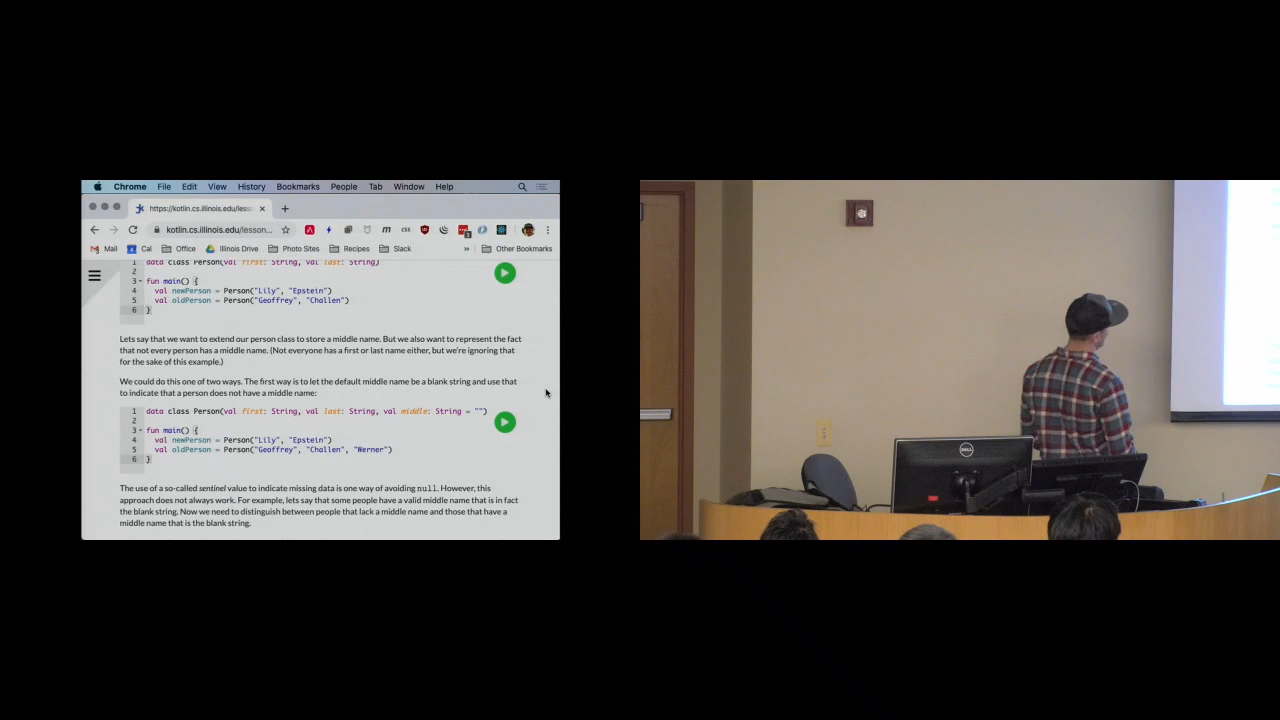 Chrome File Edit View History Bookmarks People Tab Window Help
https://kotlin.cs.illinois.edu/less
kotlin.cs.illinois.edu/lesson...
Mail Cal Office Illinois Drive Photo Sites Recipes Slack » Other Bookmarks
1 data class Person(val first: String, val last: String)
2
3 fun main() {
4 val newPerson = Person("Lily", "Epstein")
5 val oldPerson = Person("Geoffrey", "Challen")
6 }
Lets say that we want to extend our person class to store a middle name. But we also want to represent the fact
that not every person has a middle name. (Not everyone has a first or last name either, but we're ignoring that
for the sake of this example.)
We could do this one of two ways. The first way is to let the default middle name be a blank string and use that
to indicate that a person does not have a middle name:
1 data class Person(val first: String, val last: String, val middle: String = "")
2
3 fun main() {
4 val newPerson = Person("Lily", "Epstein")
5 val oldPerson = Person("Geoffrey", "Challen", "Werner")
6 }
The use of a so-called sentinel value to indicate missing data is one way of avoiding null. However, this
approach does not always work. For example, lets say that some people have a valid middle name that is in fact
the blank string. Now we need to distinguish between people that lack a middle name and those that have a
middle name that is the blank string.
DELL